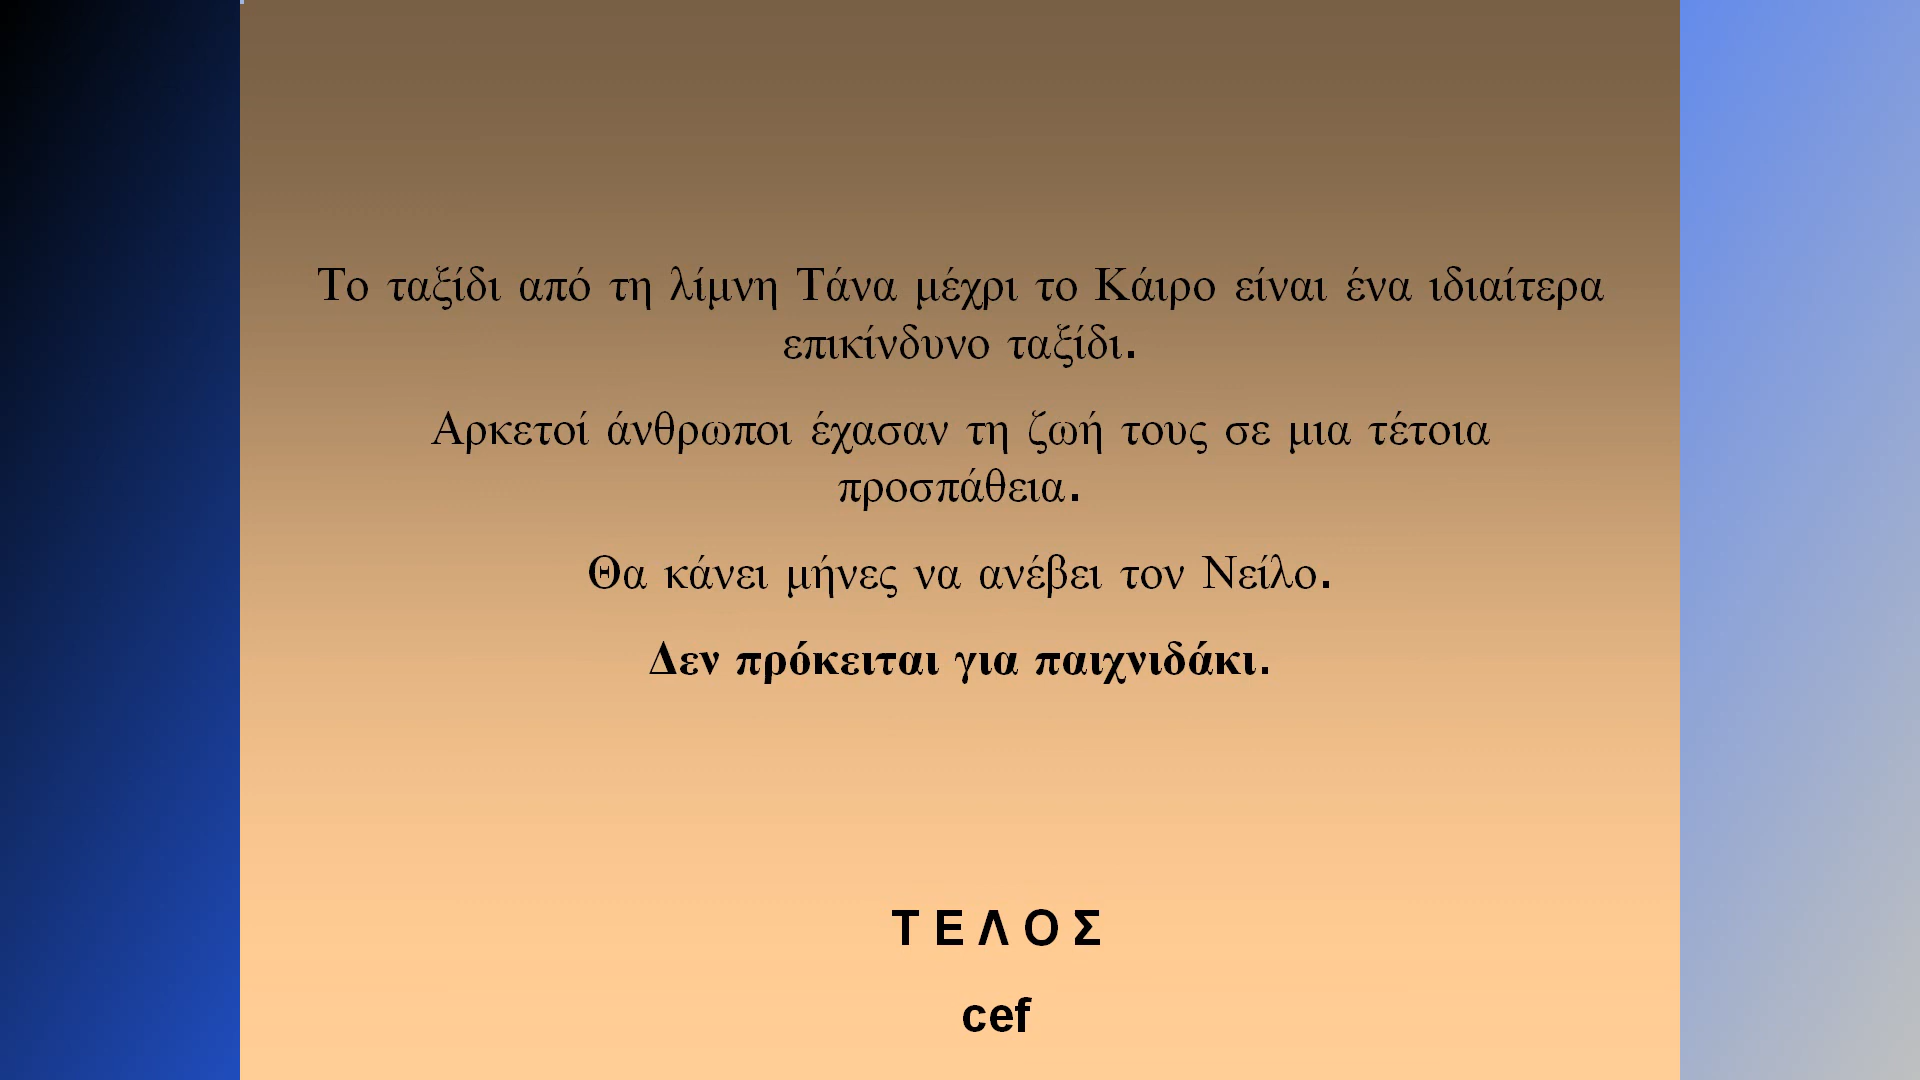 Το ταξίδι από τη λίμνη Τάνα μέχρι το Κάιρο είναι ένα ιδιαίτερα
επικίνδυνο ταξίδι.
Αρκετοί άνθρωποι έχασαν τη ζωή τους σε μια τέτοια
προσπάθεια.
Θα κάνει μήνες να ανέβει τον Νείλο.
Δεν πρόκειται για παιχνιδάκι.
Τ Ε Λ Ο Σ
cef